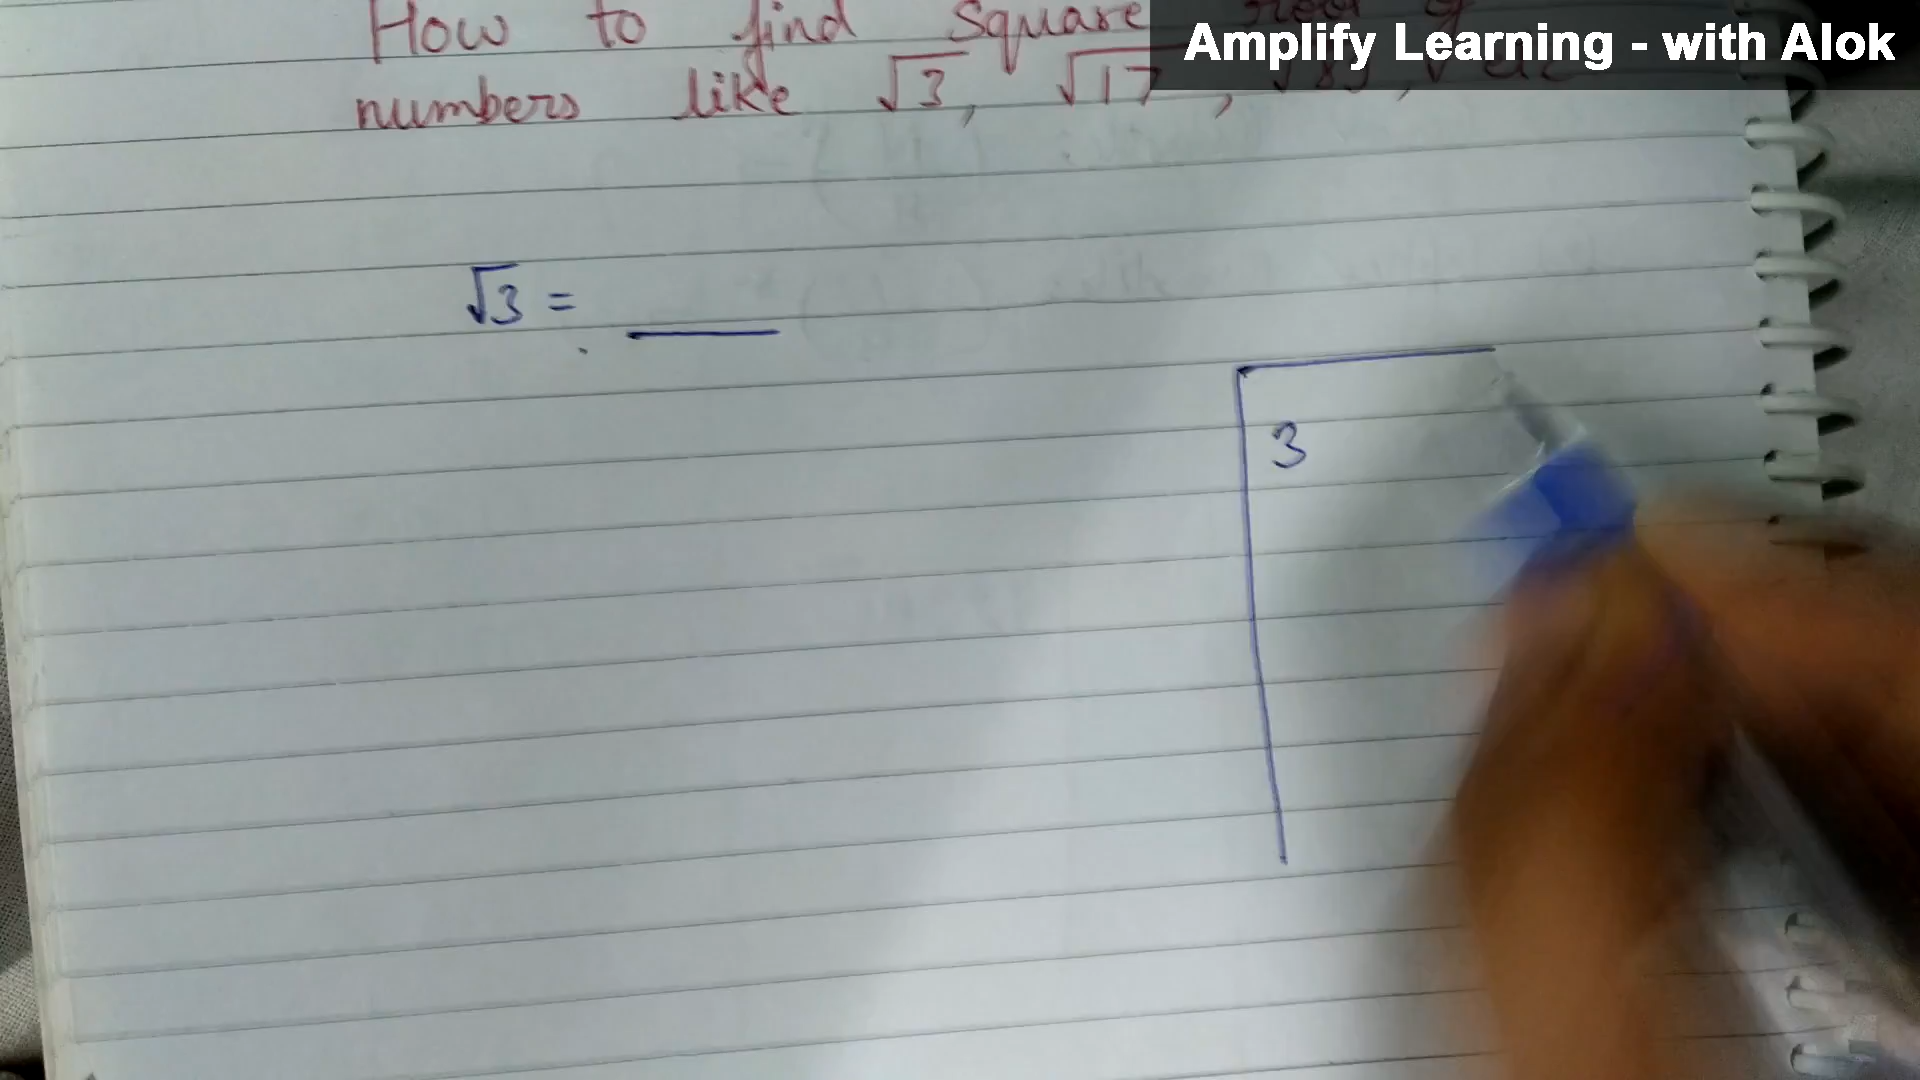 How to find Square
Amplify Learning - with Alok
numbers like √3, √17,
√3 =
3